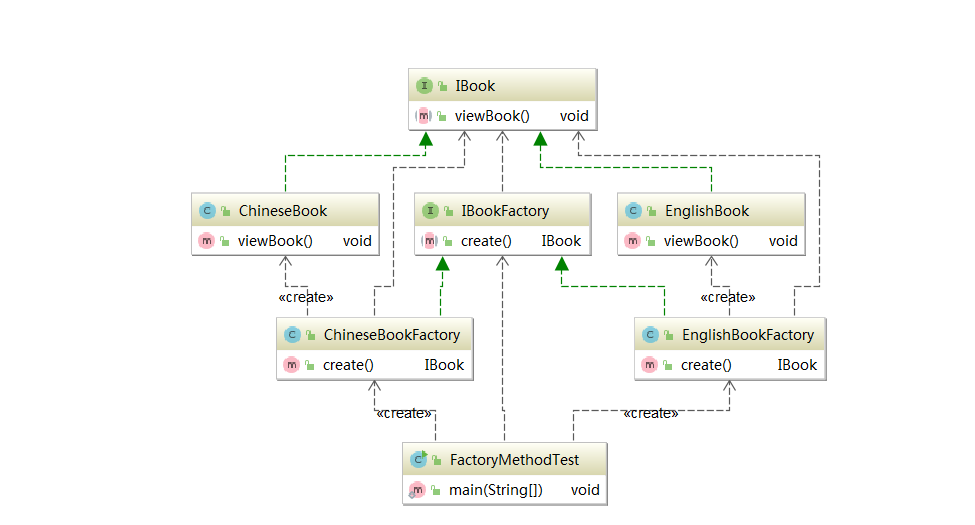 IBook
viewBook() void
ChineseBook
viewBook() void
IBookFactory
create() IBook
EnglishBook
viewBook() void
«create»
«create»
ChineseBookFactory
create() IBook
EnglishBookFactory
create() IBook
«create»
«create»
FactoryMethodTest
main(String[]) void